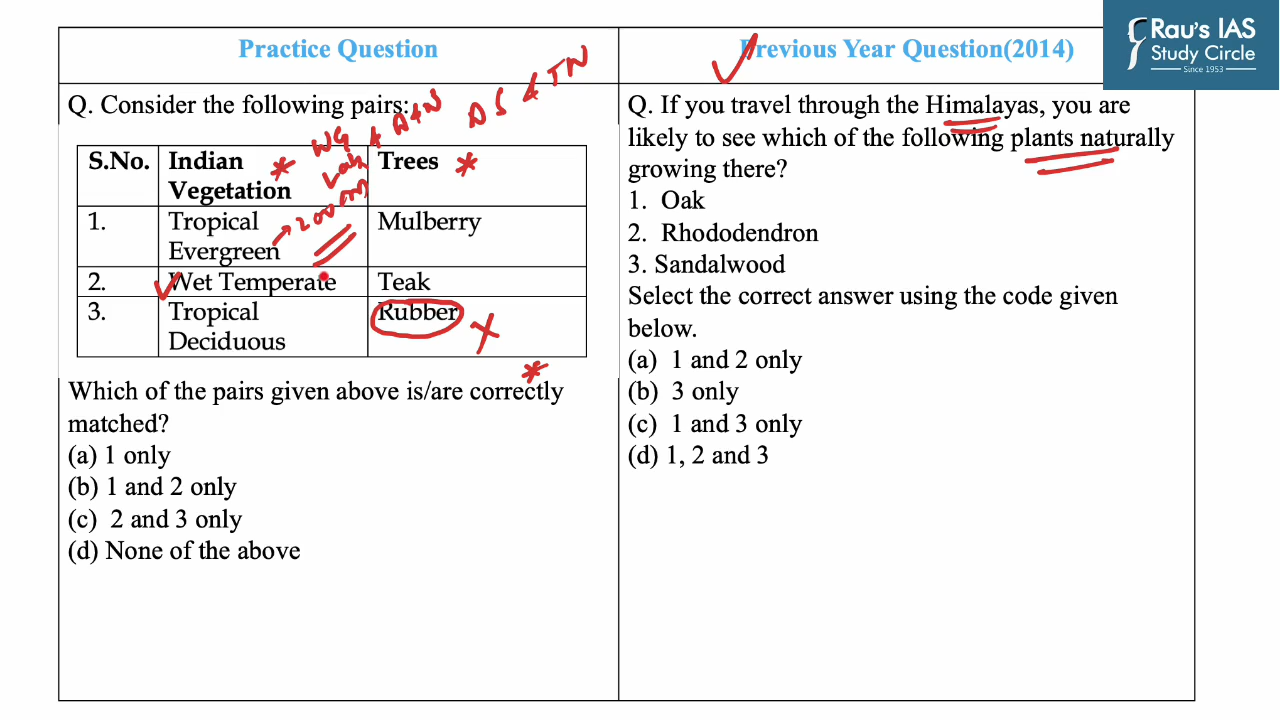 Practice Question
Q. Consider the following pairs:
S.No. Indian Vegetation Trees
1. Tropical Evergreen Mulberry
2. Wet Temperate Teak
3. Tropical Deciduous Rubber
Which of the pairs given above is/are correctly
matched?
(a) 1 only
(b) 1 and 2 only
(c) 2 and 3 only
(d) None of the above
Previous Year Question(2014)
Q. If you travel through the Himalayas, you are
likely to see which of the following plants naturally
growing there?
1. Oak
2. Rhododendron
3. Sandalwood
Select the correct answer using the code given
below.
(a) 1 and 2 only
(b) 3 only
(c) 1 and 3 only
(d) 1, 2 and 3
Rau's IAS
Study Circle
Since 1953
WG
A&N
AS & TN
200 cm